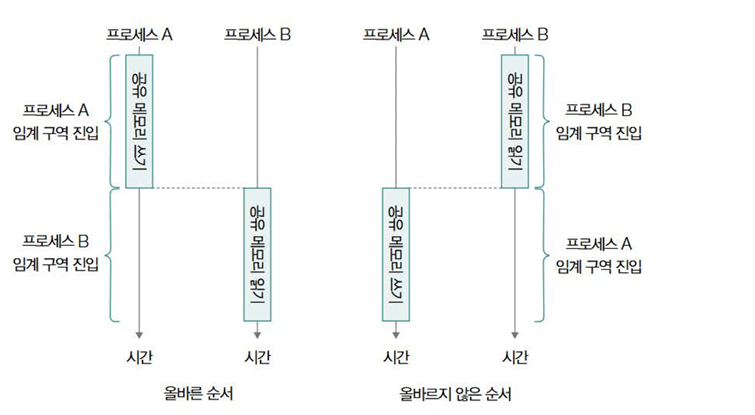 프로세스 A
프로세스 B
프로세스 A
임계 구역 진입
공유 메모리 쓰기
프로세스 B
임계 구역 진입
공유 메모리 읽기
시간
시간
올바른 순서
프로세스 A
프로세스 B
공유 메모리 읽기
프로세스 B
임계 구역 진입
공유 메모리 쓰기
프로세스 A
임계 구역 진입
시간
시간
올바르지 않은 순서